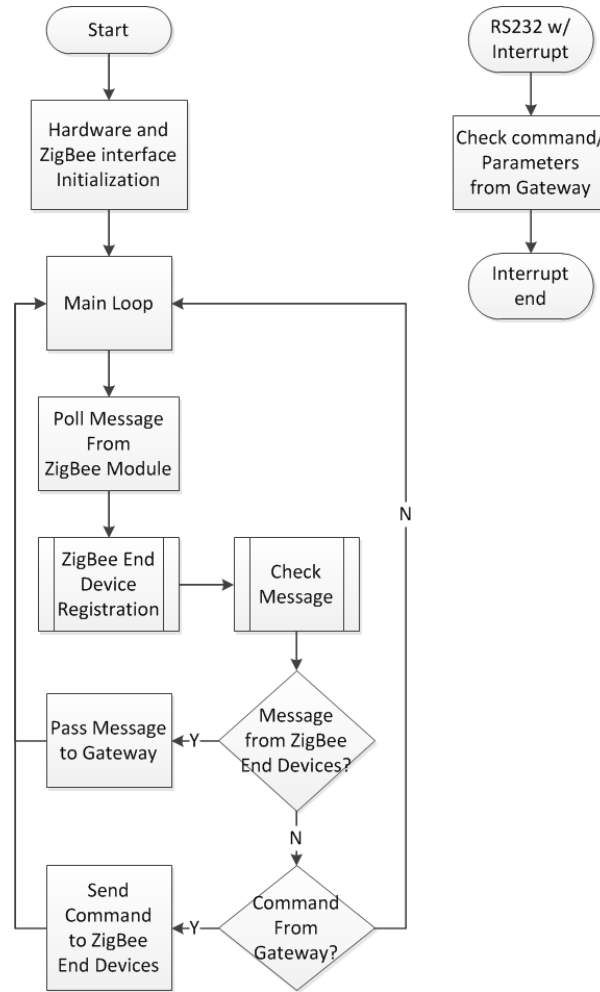 Start
Hardware and
ZigBee interface
Initialization
Main Loop
Poll Message
From
ZigBee Module
ZigBee End
Device
Registration
Check
Message
Message
from ZigBee
End Devices?
Y
Pass Message
to Gateway
N
Command
From
Gateway?
Y
Send
Command
to ZigBee
End Devices
N
RS232 w/
Interrupt
Check command/
Parameters
from Gateway
Interrupt
end